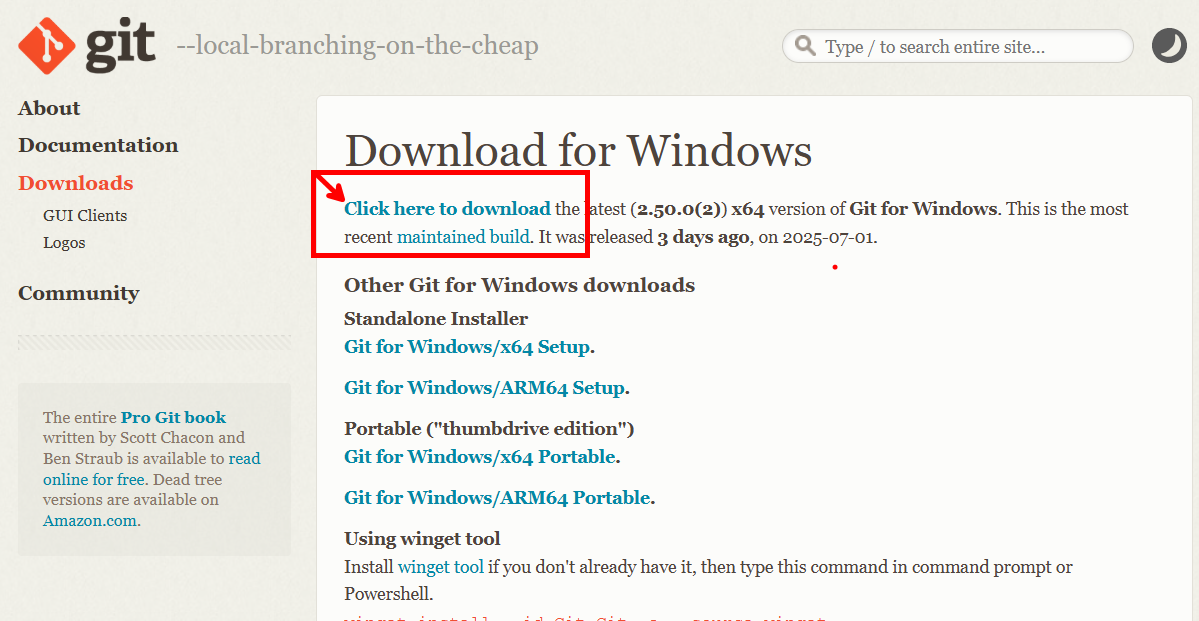 git --local-branching-on-the-cheap
Type / to search entire site...
About
Documentation
Downloads
GUI Clients
Logos
Community
The entire Pro Git book
written by Scott Chacon and
Ben Straub is available to read
online for free. Dead tree
versions are available on
Amazon.com.
Download for Windows
Click here to download the latest (2.50.0(2)) x64 version of Git for Windows. This is the most
recent maintained build. It was released 3 days ago, on 2025-07-01.
Other Git for Windows downloads
Standalone Installer
Git for Windows/x64 Setup.
Git for Windows/ARM64 Setup.
Portable ("thumbdrive edition")
Git for Windows/x64 Portable.
Git for Windows/ARM64 Portable.
Using winget tool
Install winget tool if you don't already have it, then type this command in command prompt or
Powershell.